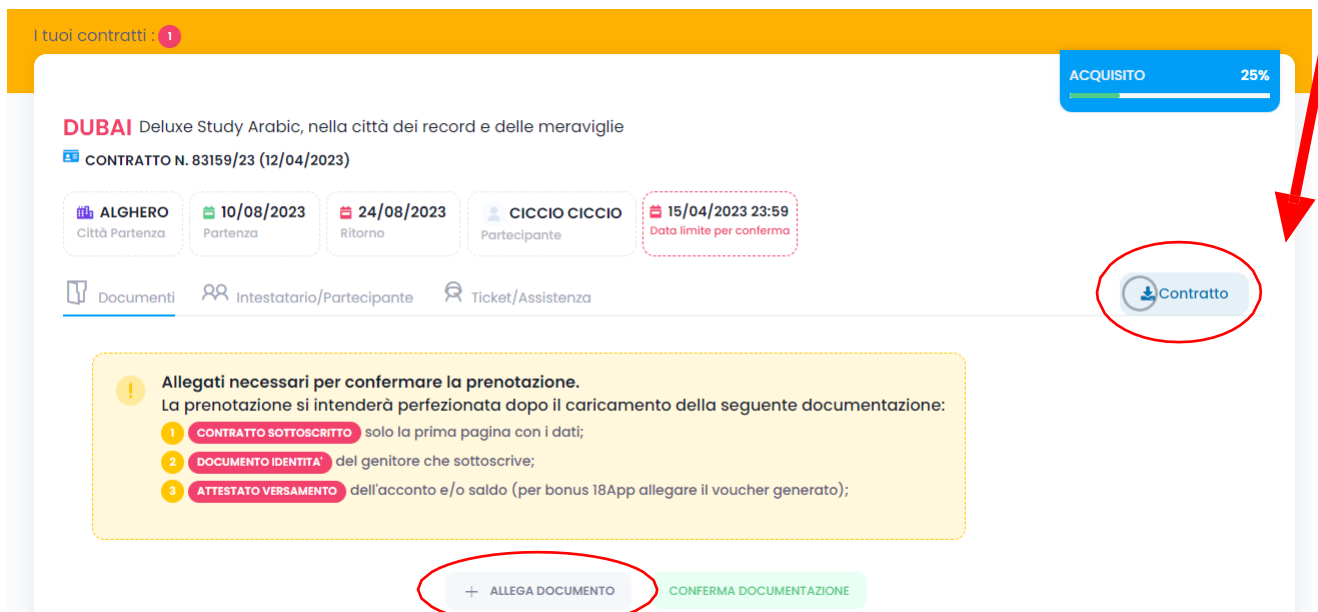 I tuoi contratti : 1
ACQUISITO 25%
DUBAI Deluxe Study Arabic, nella città dei record e delle meraviglie
CONTRATTO N. 83159/23 (12/04/2023)
ALGHERO
Città Partenza
10/08/2023
Partenza
24/08/2023
Ritorno
CICCIO CICCIO
Partecipante
15/04/2023 23:59
Data limite per conferma
Documenti
Intestatario/Partecipante
Ticket/Assistenza
Contratto
! Allegati necessari per confermare la prenotazione.
La prenotazione si intenderà perfezionata dopo il caricamento della seguente documentazione:
1 CONTRATTO SOTTOSCRITTO solo la prima pagina con i dati;
2 DOCUMENTO IDENTITA' del genitore che sottoscrive;
3 ATTESTATO VERSAMENTO dell'acconto e/o saldo (per bonus 18App allegare il voucher generato);
+ ALLEGA DOCUMENTO
CONFERMA DOCUMENTAZIONE